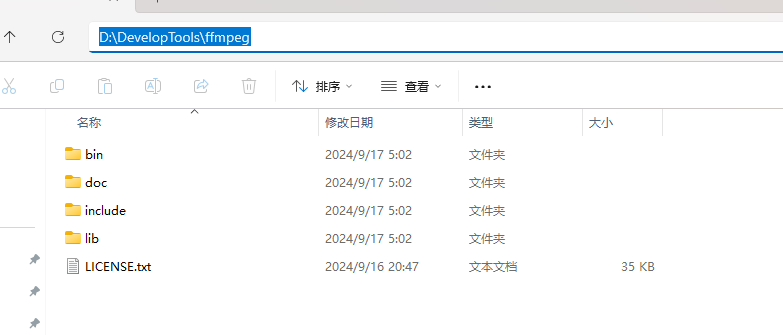 D:\DevelopTools\ffmpeg
排序 查看
名称 修改日期 类型 大小
bin 2024/9/17 5:02 文件夹
doc 2024/9/17 5:02 文件夹
include 2024/9/17 5:02 文件夹
lib 2024/9/17 5:02 文件夹
LICENSE.txt 2024/9/16 20:47 文本文档 35 KB